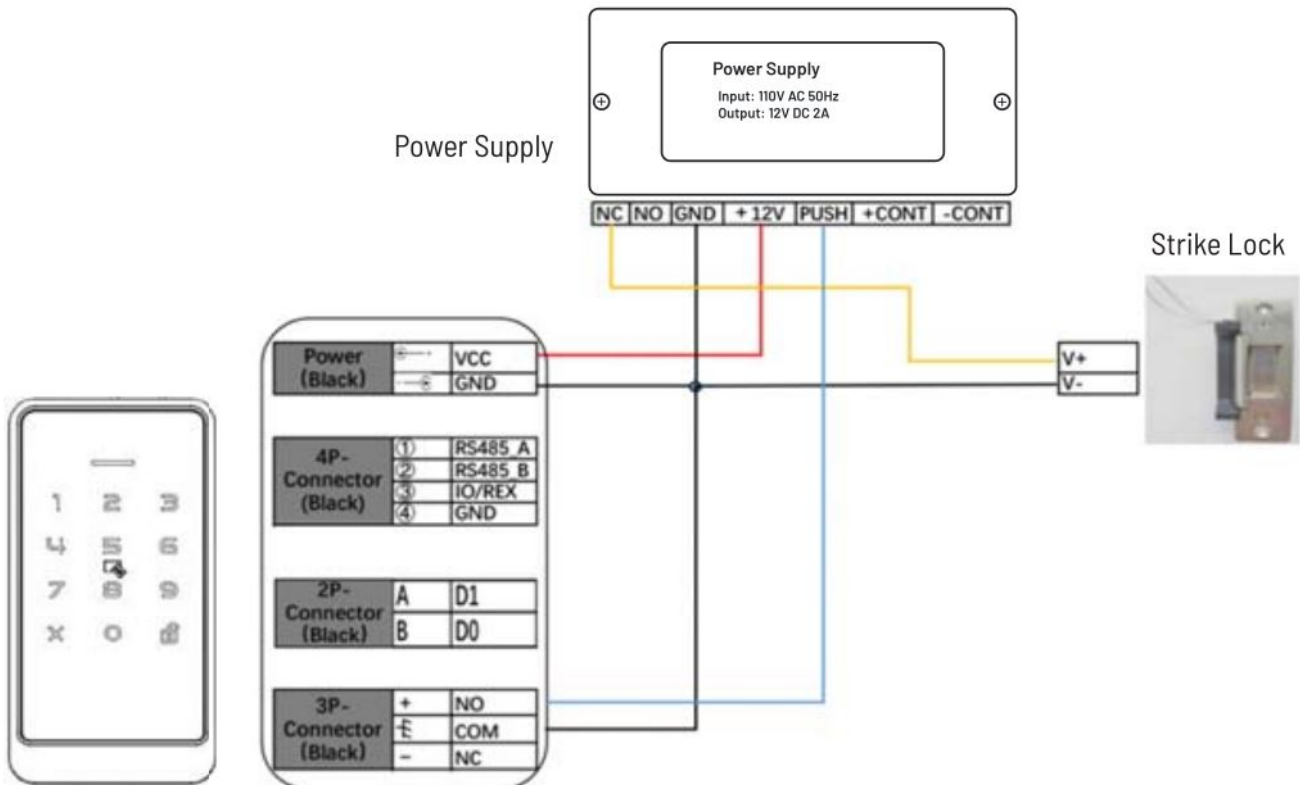 Power Supply
Input: 110V AC 50Hz
Output: 12V DC 2A
Power Supply
NC NO GND +12V PUSH +CONT -CONT
Strike Lock
Power (Black)
VCC
GND
V+
V-
4P-Connector (Black)
① RS485_A
② RS485_B
③ IO/REX
④ GND
2P-Connector (Black)
A D1
B D0
3P-Connector (Black)
+ NO
COM
- NC
1 2 3
4 5 6
7 8 9
X 0